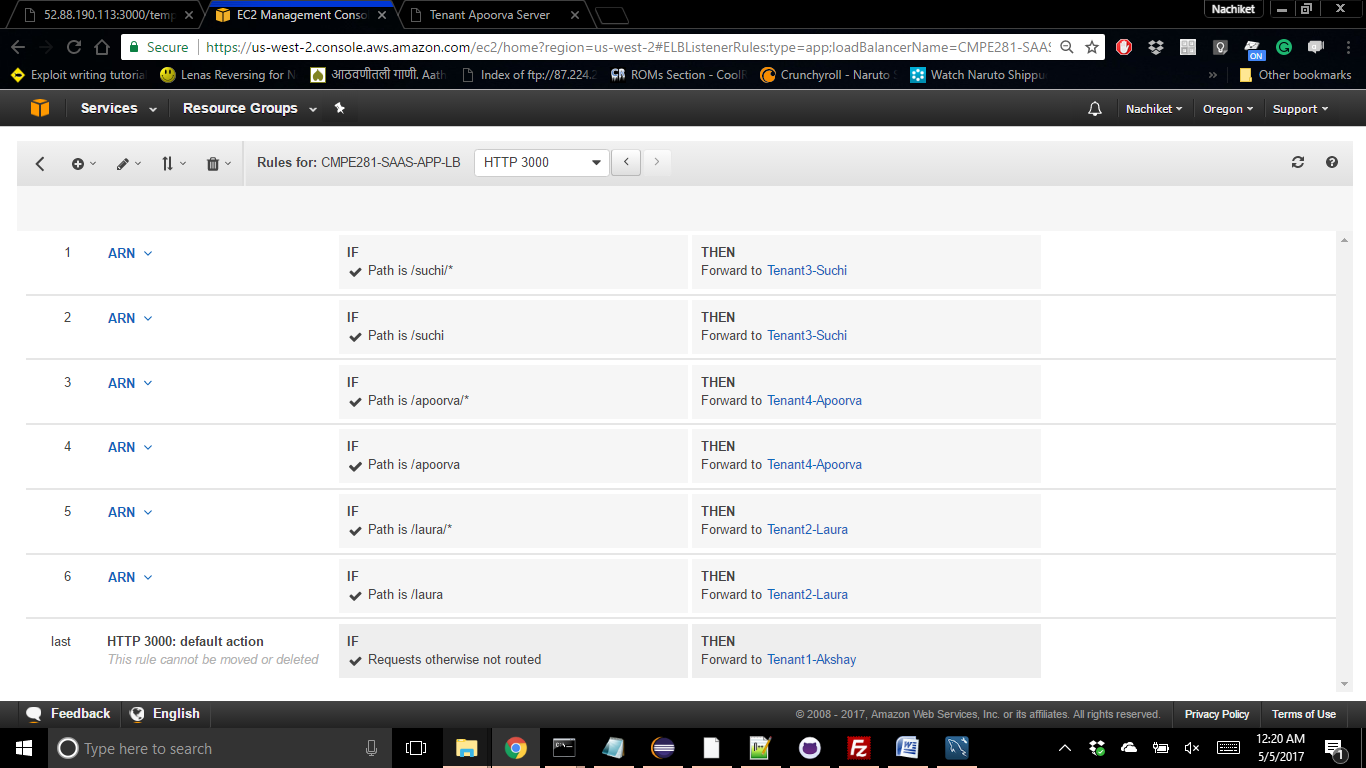 Nachiket
52.88.190.113:3000/temp
EC2 Management Conso
Tenant Apoorva Server
Secure
https://us-west-2.console.aws.amazon.com/ec2/home?region=us-west-2#ELBListenerRules:type=app;loadBalancerName=CMPE281-SAAS
ON
Exploit writing tutorial
Lenas Reversing for N
आठवणीतली गाणी. Aath
Index of ftp://87.224.2
ROMs Section - CoolR
Crunchyroll - Naruto S
Watch Naruto Shippu
»
Other bookmarks
Services
Resource Groups
Nachiket
Oregon
Support
Rules for: CMPE281-SAAS-APP-LB
HTTP 3000
1
ARN
IF
Path is /suchi/*
THEN
Forward to Tenant3-Suchi
2
ARN
IF
Path is /suchi
THEN
Forward to Tenant3-Suchi
3
ARN
IF
Path is /apoorva/*
THEN
Forward to Tenant4-Apoorva
4
ARN
IF
Path is /apoorva
THEN
Forward to Tenant4-Apoorva
5
ARN
IF
Path is /laura/*
THEN
Forward to Tenant2-Laura
6
ARN
IF
Path is /laura
THEN
Forward to Tenant2-Laura
last
HTTP 3000: default action
This rule cannot be moved or deleted
IF
Requests otherwise not routed
THEN
Forward to Tenant1-Akshay
Feedback
English
© 2008 - 2017, Amazon Web Services, Inc. or its affiliates. All rights reserved.
Privacy Policy
Terms of Use
Type here to search
12:20 AM
5/5/2017
1